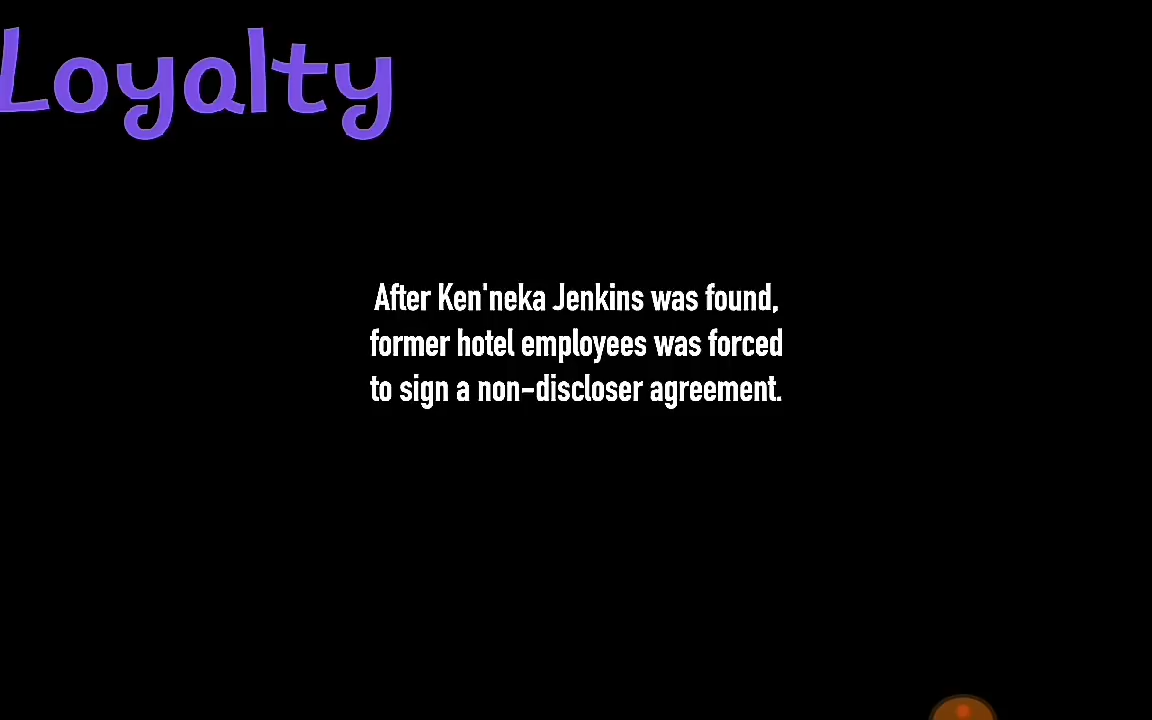 Loyalty
After Ken'neka Jenkins was found,
former hotel employees was forced
to sign a non-discloser agreement.